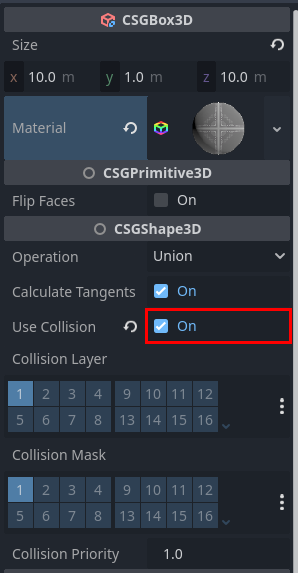 CSGBox3D
Size
x 10.0 m y 1.0 m z 10.0 m
Material
CSGPrimitive3D
Flip Faces On
CSGShape3D
Operation Union
Calculate Tangents On
Use Collision On
Collision Layer
1 2 3 4 9 10 11 12
5 6 7 8 13 14 15 16
Collision Mask
1 2 3 4 9 10 11 12
5 6 7 8 13 14 15 16
Collision Priority 1.0